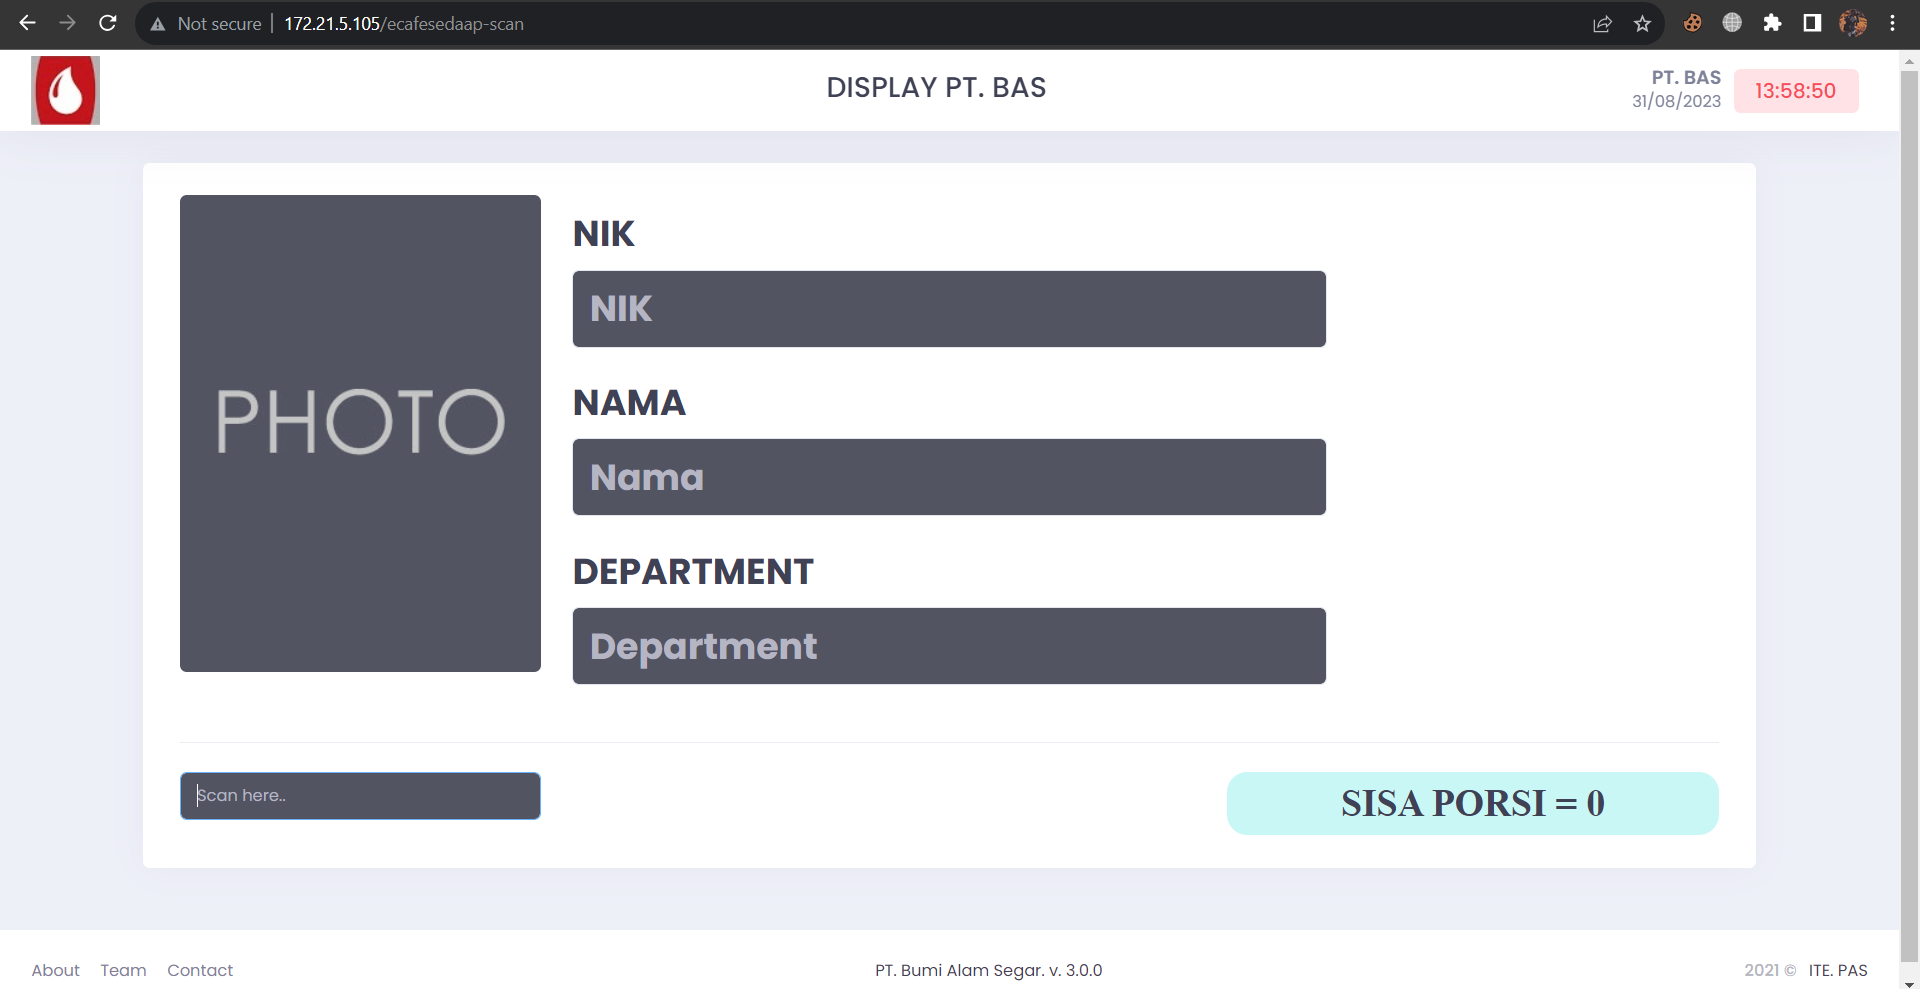 Not secure | 172.21.5.105/ecafesedaap-scan
DISPLAY PT. BAS
PT. BAS
31/08/2023
13:58:50
PHOTO
NIK
NIK
NAMA
Nama
DEPARTMENT
Department
Scan here..
SISA PORSI = 0
About Team Contact
PT. Bumi Alam Segar. v. 3.0.0
2021 © ITE. PAS